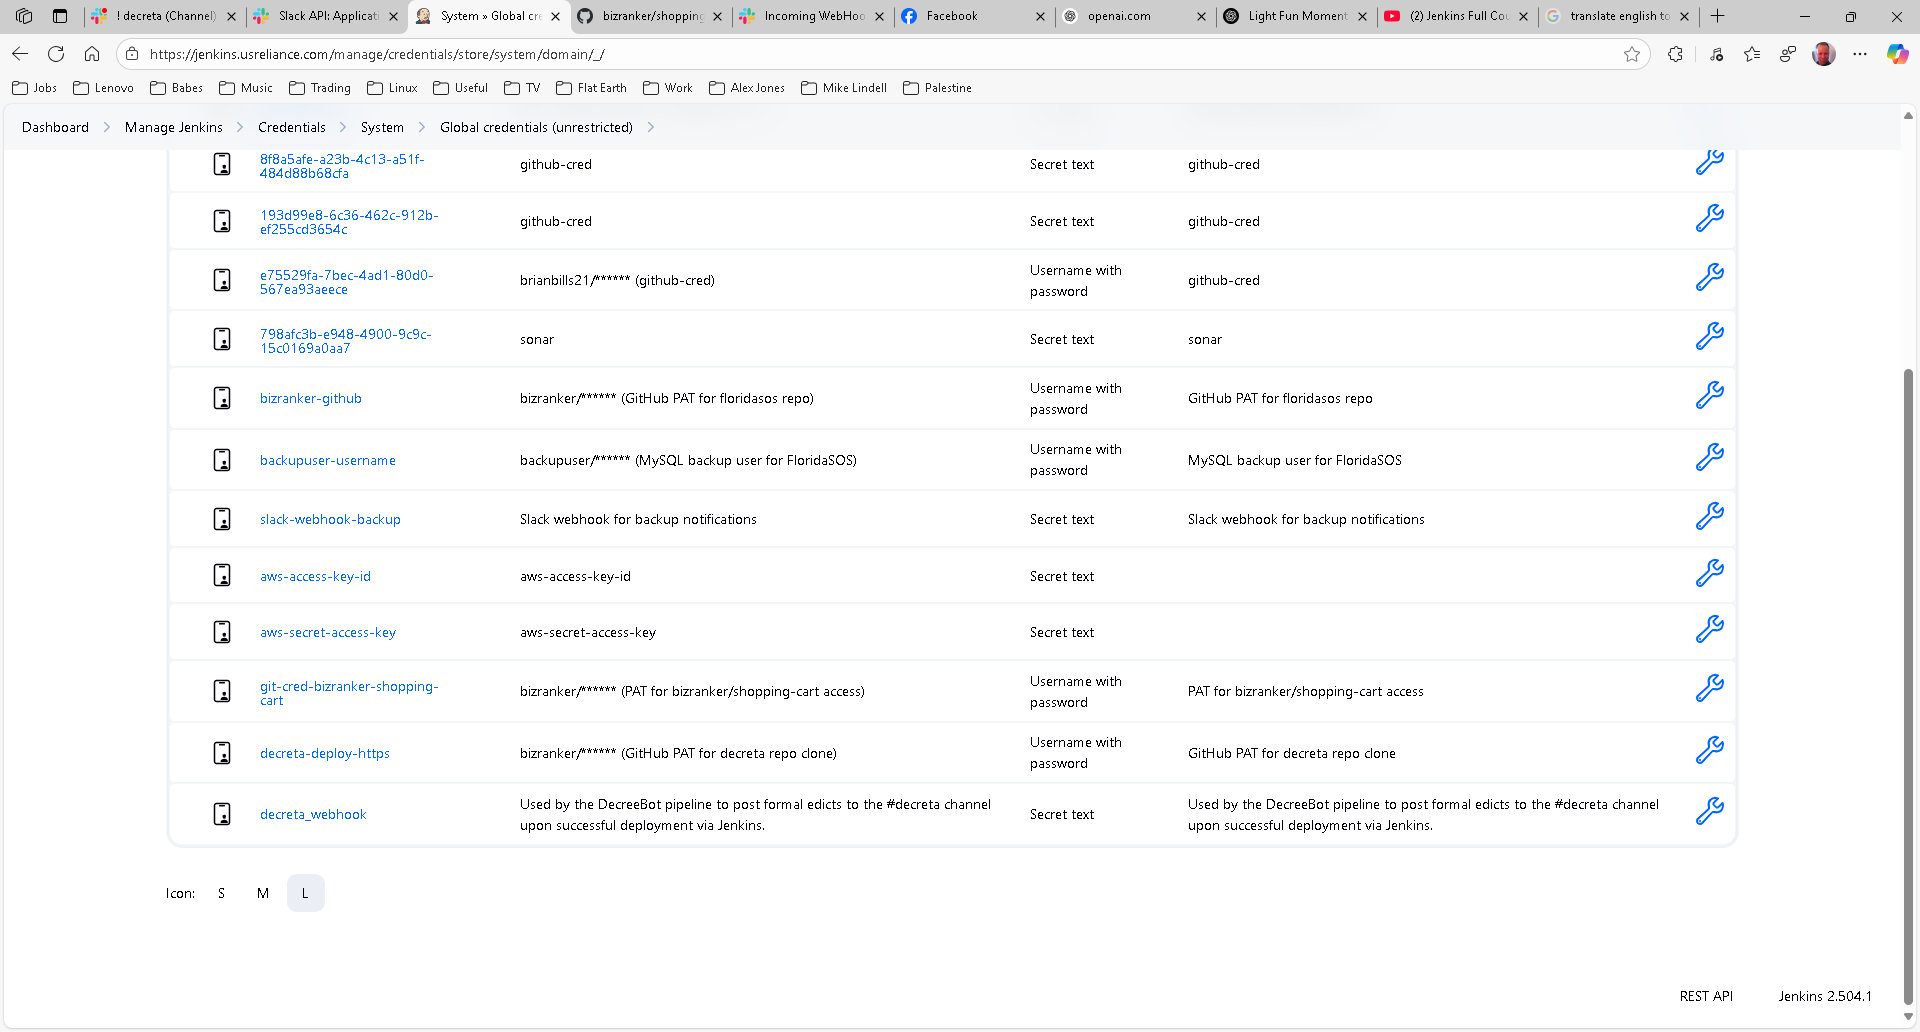 ! decreta (Channel)
Slack API: Applicati
System » Global cre
bizranker/shopping
Incoming WebHoo
Facebook
openai.com
Light Fun Moment
(2) Jenkins Full Cou
translate english to
https://jenkins.usreliance.com/manage/credentials/store/system/domain/_/
Jobs Lenovo Babes Music Trading Linux Useful TV Flat Earth Work Alex Jones Mike Lindell Palestine
Dashboard Manage Jenkins Credentials System Global credentials (unrestricted)
8f8a5afe-a23b-4c13-a51f-
484d88b68cfa
github-cred
Secret text
github-cred
193d99e8-6c36-462c-912b-
ef255cd3654c
github-cred
Secret text
github-cred
e75529fa-7bec-4ad1-80d0-
567ea93aeece
brianbills21/****** (github-cred)
Username with
password
github-cred
798afc3b-e948-4900-9c9c-
15c0169a0aa7
sonar
Secret text
sonar
bizranker-github
bizranker/****** (GitHub PAT for floridasos repo)
Username with
password
GitHub PAT for floridasos repo
backupuser-username
backupuser/****** (MySQL backup user for FloridaSOS)
Username with
password
MySQL backup user for FloridaSOS
slack-webhook-backup
Slack webhook for backup notifications
Secret text
Slack webhook for backup notifications
aws-access-key-id
aws-access-key-id
Secret text
aws-secret-access-key
aws-secret-access-key
Secret text
git-cred-bizranker-shopping-
cart
bizranker/****** (PAT for bizranker/shopping-cart access)
Username with
password
PAT for bizranker/shopping-cart access
decreta-deploy-https
bizranker/****** (GitHub PAT for decreta repo clone)
Username with
password
GitHub PAT for decreta repo clone
decreta_webhook
Used by the DecreeBot pipeline to post formal edicts to the #decreta channel
upon successful deployment via Jenkins.
Secret text
Used by the DecreeBot pipeline to post formal edicts to the #decreta channel
upon successful deployment via Jenkins.
Icon: S M L
REST API Jenkins 2.504.1